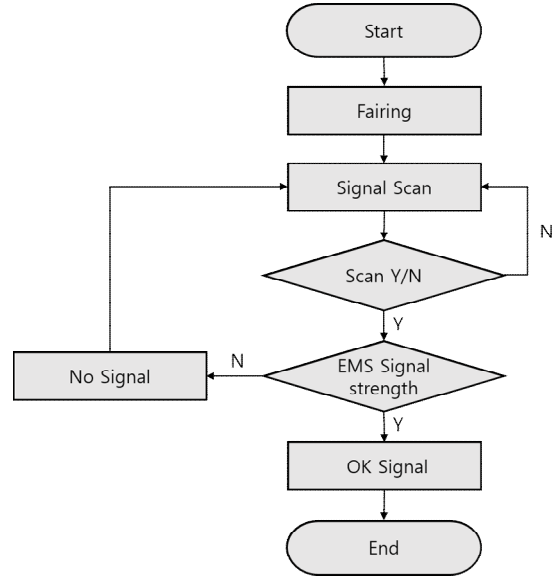 Start
Fairing
Signal Scan
N
Scan Y/N
Y
EMS Signal
strength
N
No Signal
Y
OK Signal
End